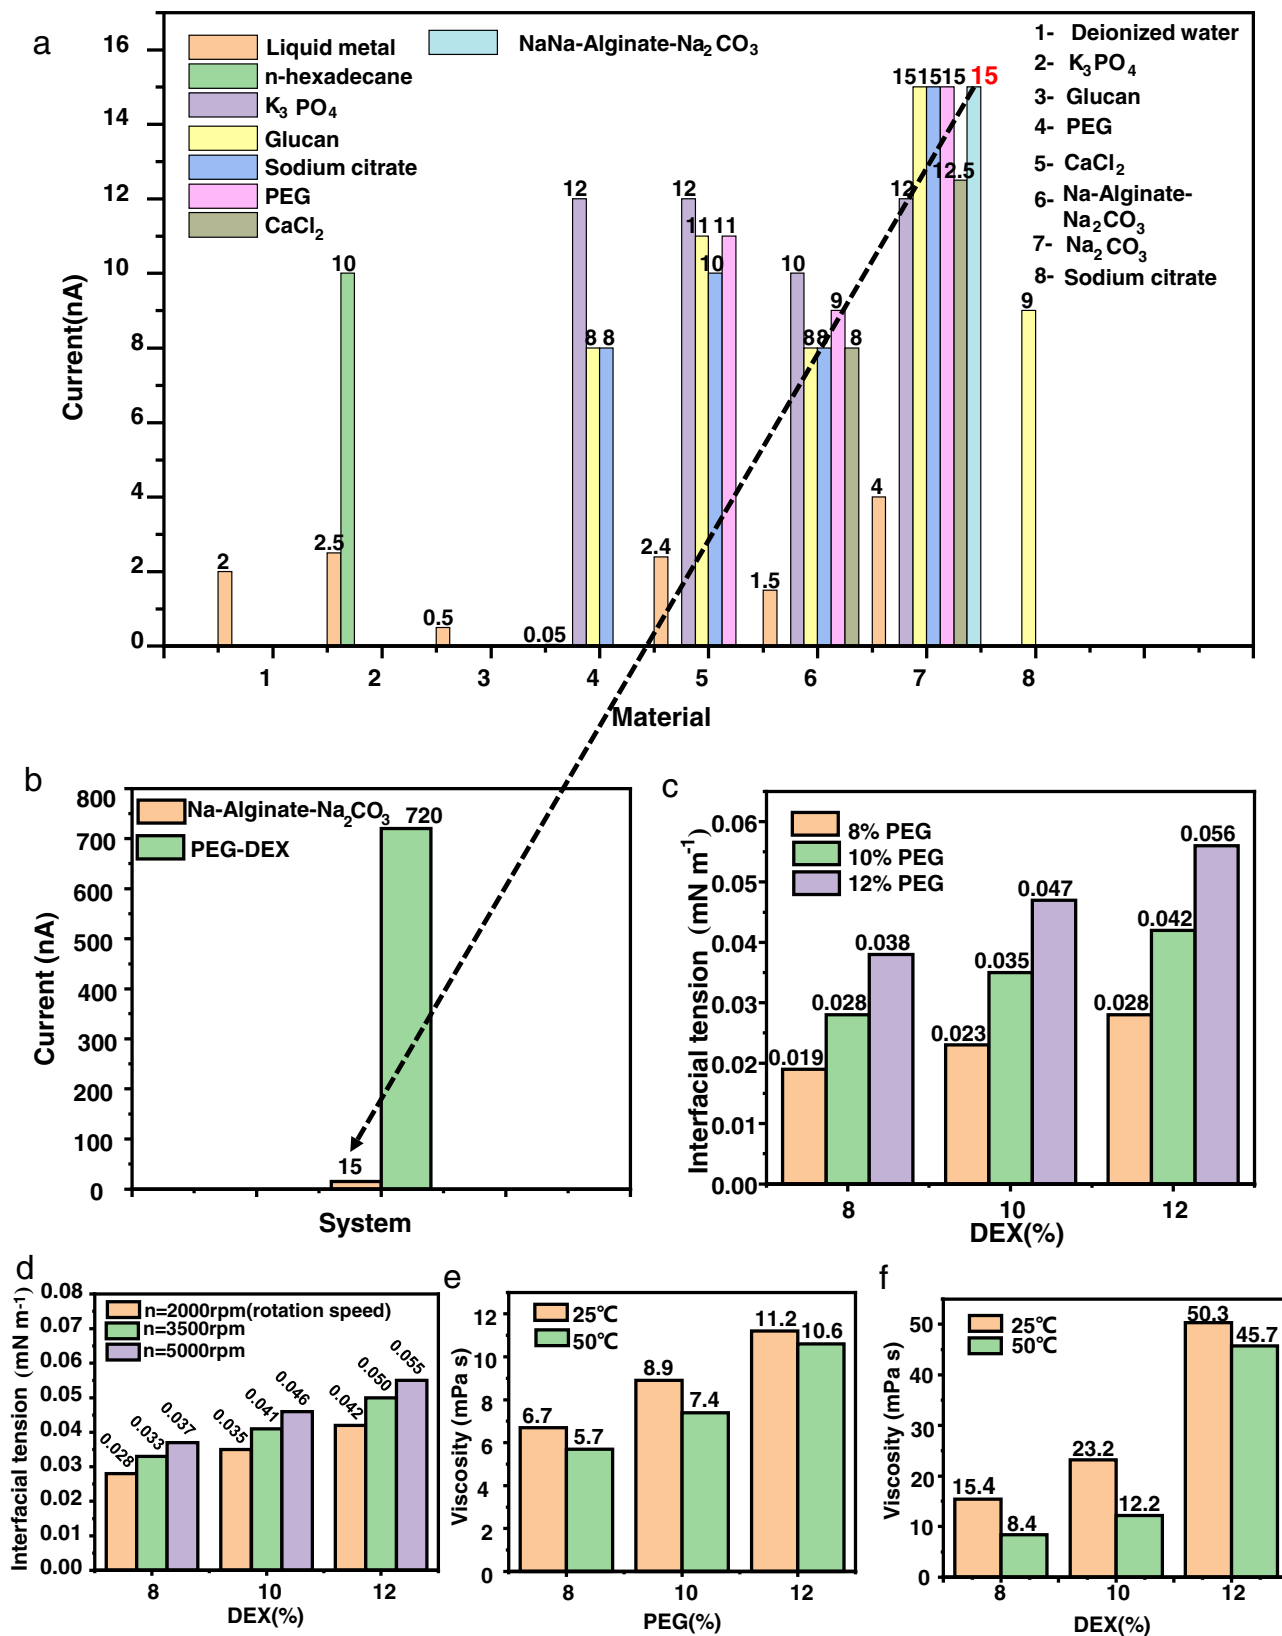 a
Current(nA)
16
14
12
10
8
6
4
2
0
Liquid metal
n-hexadecane
K₃ PO₄
Glucan
Sodium citrate
PEG
CaCl₂
NaNa-Alginate-Na₂CO₃
1- Deionized water
2- K₃PO₄
3- Glucan
4- PEG
5- CaCl₂
6- Na-Alginate-
Na₂CO₃
7- Na₂CO₃
8- Sodium citrate
2
2.5
10
0.5
0.05
12
8
8
2.4
12
11
10
11
1.5
10
8
8
9
8
4
12
15
15
15
12.5
15
9
1 2 3 4 5 6 7 8
Material
b
Current (nA)
800
700
600
500
400
300
200
100
0
Na-Alginate-Na₂CO₃
PEG-DEX
15
720
System
c
Interfacial tension (mN m⁻¹)
0.06
0.05
0.04
0.03
0.02
0.01
0.00
8% PEG
10% PEG
12% PEG
0.019
0.028
0.038
0.023
0.035
0.047
0.028
0.042
0.056
8 10 12
DEX(%)
d
Interfacial tension (mN m⁻¹)
0.08
0.07
0.06
0.05
0.04
0.03
0.02
0.01
0.00
n=2000rpm(rotation speed)
n=3500rpm
n=5000rpm
0.028
0.033
0.037
0.035
0.041
0.046
0.042
0.050
0.055
8 10 12
DEX(%)
e
Viscosity (mPa s)
12
10
8
6
4
2
0
25℃
50℃
6.7
5.7
8.9
7.4
11.2
10.6
8 10 12
PEG(%)
f
Viscosity (mPa s)
50
40
50
30
20
10
0
25℃
50℃
15.4
8.4
23.2
12.2
50.3
45.7
8 10 12
DEX(%)